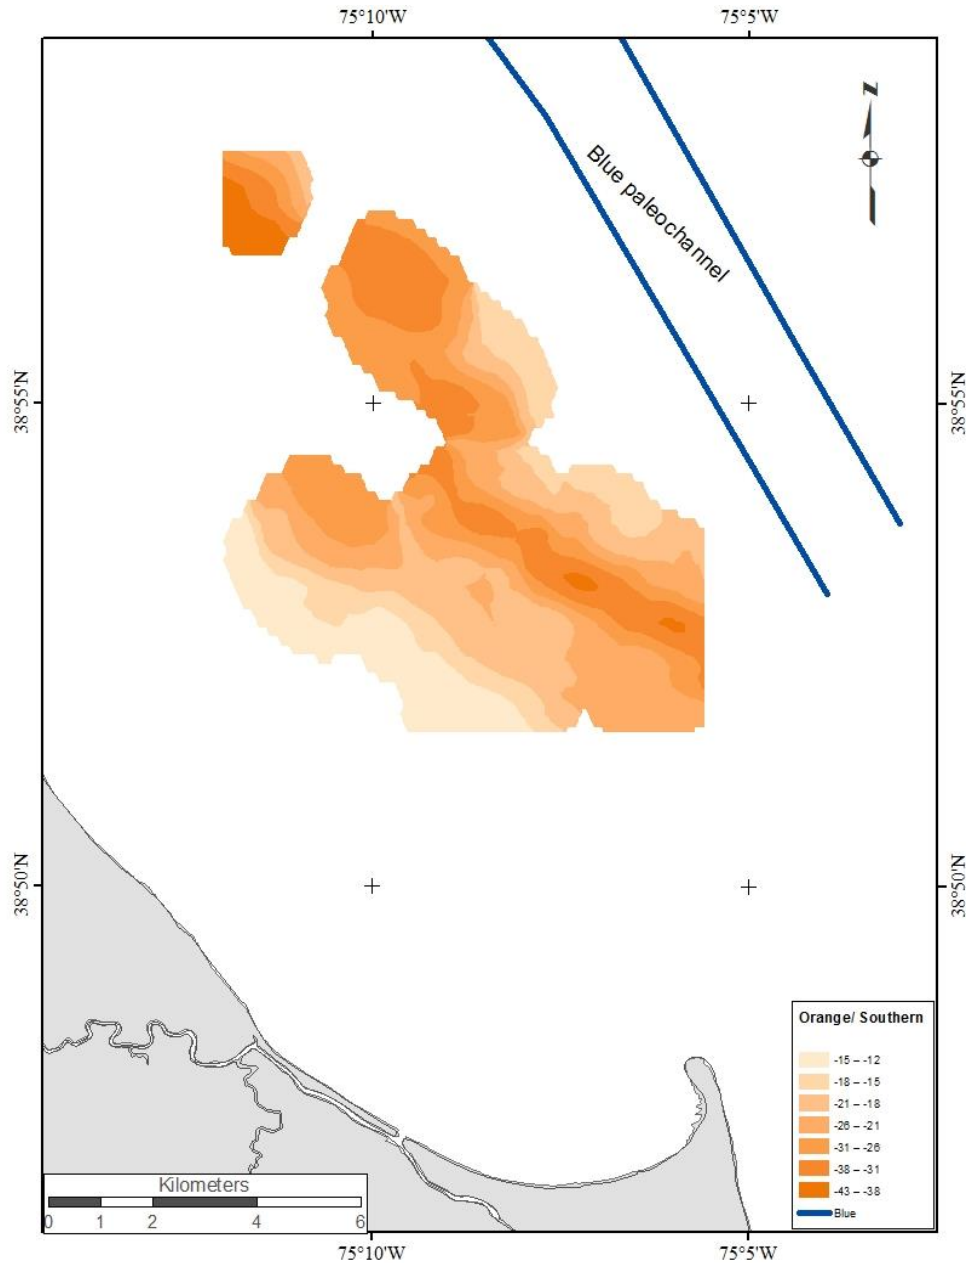 75°10'W 75°5'W
N
Blue paleochannel
38°55'N 38°55'N
38°50'N 38°50'N
Orange/ Southern
-15 – -12
-18 – -15
-21 – -18
-26 – -21
-31 – -26
-38 – -31
-43 – -38
Blue
Kilometers
0 1 2 4 6
75°10'W 75°5'W